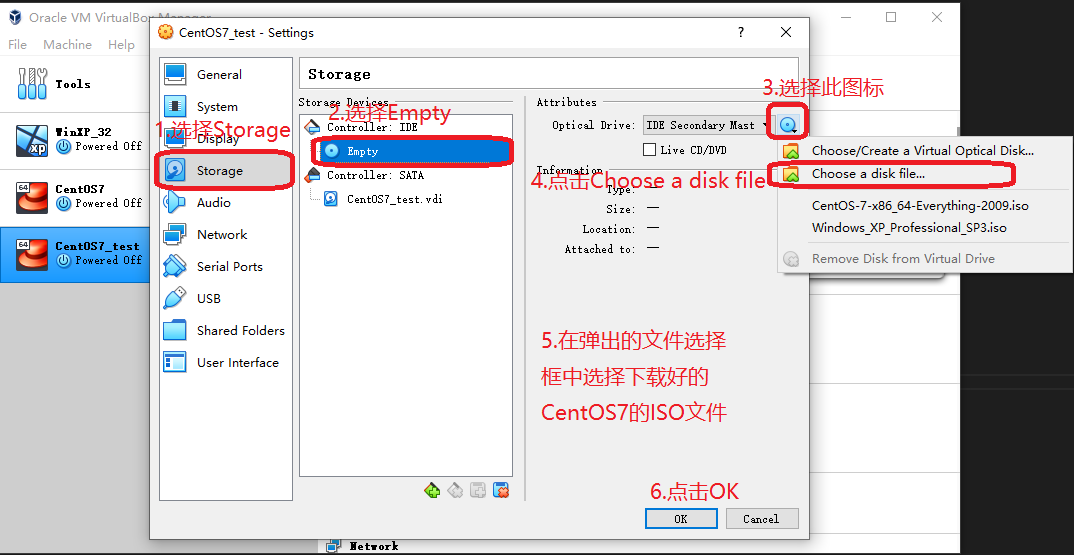 Oracle VM VirtualBox Manager
File Machine Help
Tools
WinXP_32
Powered Off
CentOS7
Powered Off
CentOS7_test
Powered Off
CentOS7_test - Settings
General
System
Display
Storage
Audio
Network
Serial Ports
USB
Shared Folders
User Interface
1.选择Storage
Storage
Storage Devices
2.选择Empty
Controller: IDE
Empty
Controller: SATA
CentOS7_test.vdi
Attributes
3.选择此图标
Optical Drive: IDE Secondary Mast
Live CD/DVD
Information
4.点击Choose a disk file
Type: --
Size: --
Location: --
Attached to: --
Choose/Create a Virtual Optical Disk...
Choose a disk file...
CentOS-7-x86_64-Everything-2009.iso
Windows_XP_Professional_SP3.iso
Remove Disk from Virtual Drive
5.在弹出的文件选择
框中选择下载好的
CentOS7的ISO文件
6.点击OK
OK Cancel
Network